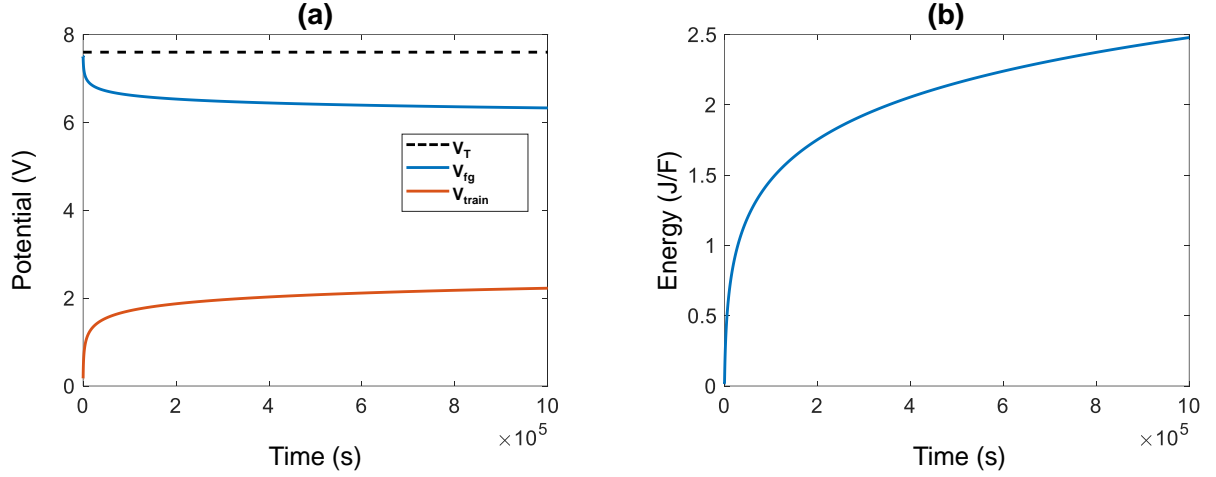 (a)
8
6
4
2
0
Potential (V)
V_T
V_fg
V_train
0 2 4 6 8 10
×10^5
Time (s)
(b)
2.5
2
1.5
1
0.5
0
Energy (J/F)
0 2 4 6 8 10
×10^5
Time (s)